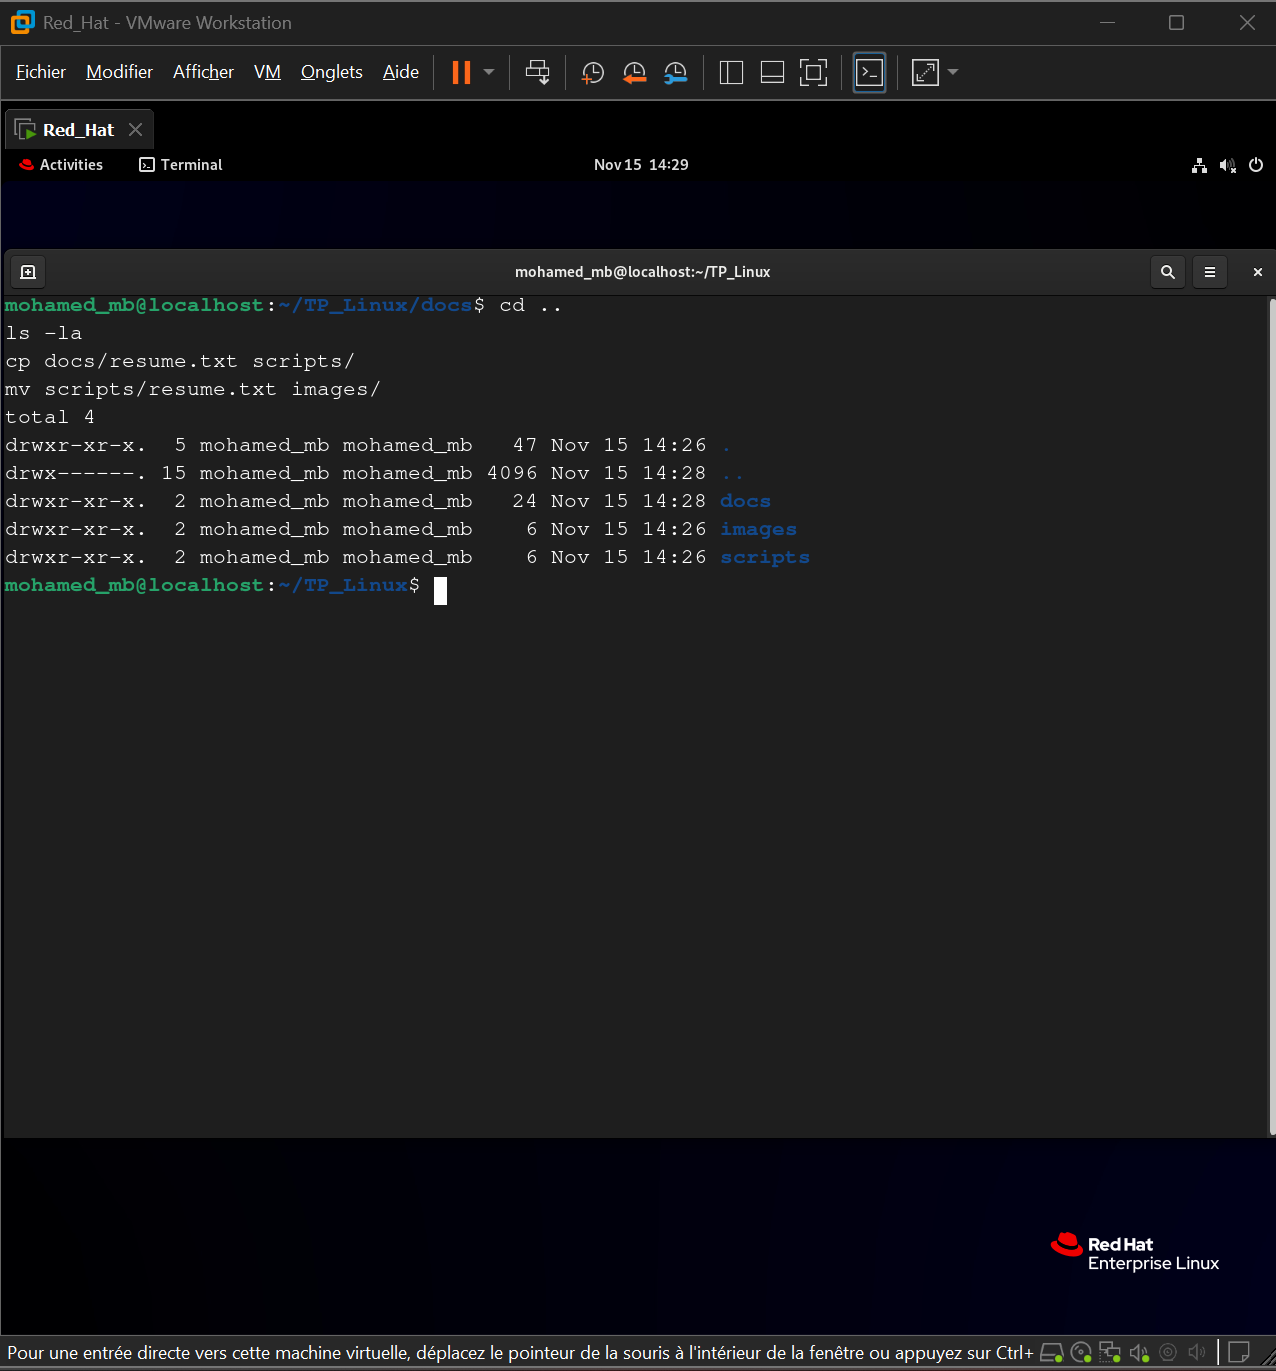 Red_Hat - VMware Workstation
Fichier Modifier Afficher VM Onglets Aide
Red_Hat
Activities Terminal Nov 15 14:29
mohamed_mb@localhost:~/TP_Linux
mohamed_mb@localhost:~/TP_Linux/docs$ cd ..
ls -la
cp docs/resume.txt scripts/
mv scripts/resume.txt images/
total 4
drwxr-xr-x.  5 mohamed_mb mohamed_mb   47 Nov 15 14:26 .
drwx------. 15 mohamed_mb mohamed_mb 4096 Nov 15 14:28 ..
drwxr-xr-x.  2 mohamed_mb mohamed_mb   24 Nov 15 14:28 docs
drwxr-xr-x.  2 mohamed_mb mohamed_mb    6 Nov 15 14:26 images
drwxr-xr-x.  2 mohamed_mb mohamed_mb    6 Nov 15 14:26 scripts
mohamed_mb@localhost:~/TP_Linux$
Red Hat
Enterprise Linux
Pour une entrée directe vers cette machine virtuelle, déplacez le pointeur de la souris à l'intérieur de la fenêtre ou appuyez sur Ctrl+